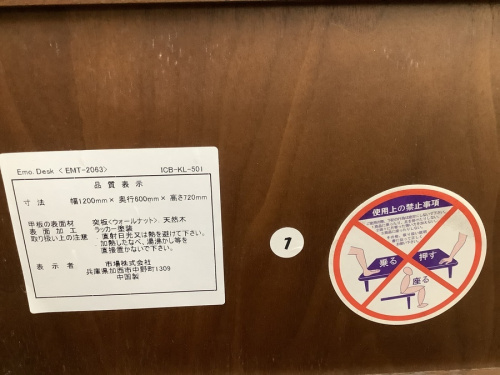 Emo. Desk <EMT-2063> ICB-KL-501
品質表示
寸法 幅1200mm× 奥行600mm× 高さ720mm
甲板の表面材 突板<ウォールナット> 天然木
表面加工 ラッカー塗装
取り扱い上の注意 :直射日光又は熱を避けて下さい。
:加熱したなべ、湯沸かし等を
直接置かないで下さい。
表示者 市場株式会社
兵庫県加西市中野町1309
中国製
7
使用上の禁止事項
乗る
押す
座る